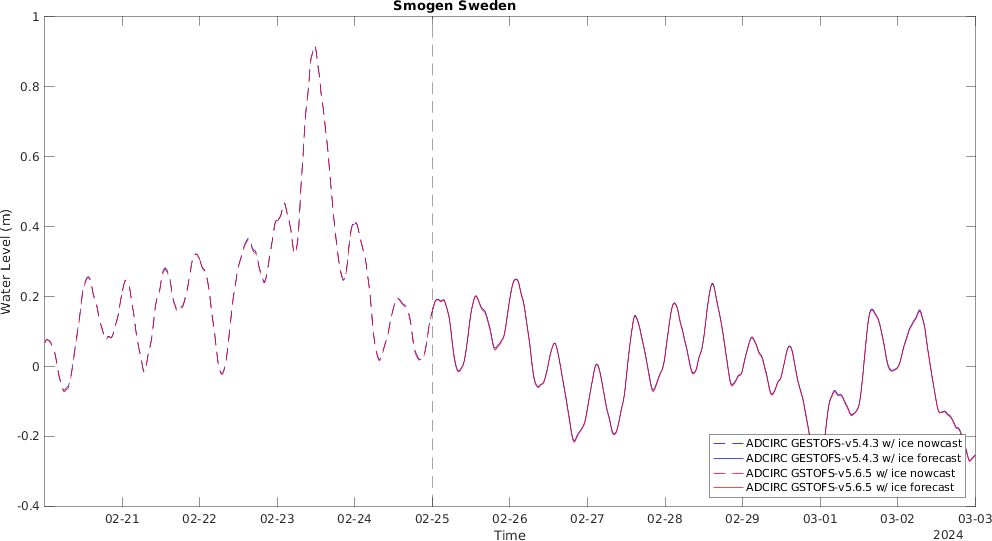 Smogen Sweden
1
0.8
0.6
0.4
0.2
0
-0.2
-0.4
Water Level (m)
ADCIRC GESTOFS-v5.4.3 w/ ice nowcast
ADCIRC GESTOFS-v5.4.3 w/ ice forecast
ADCIRC GSTOFS-v5.6.5 w/ ice nowcast
ADCIRC GSTOFS-v5.6.5 w/ ice forecast
02-21 02-22 02-23 02-24 02-25 02-26 02-27 02-28 02-29 03-01 03-02 03-03
Time
2024